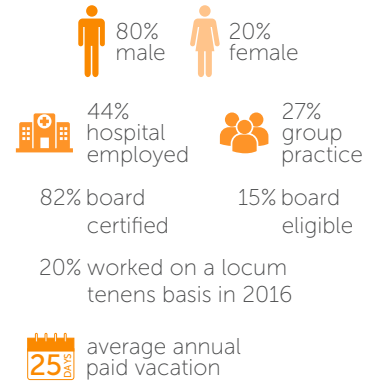 80% male
20% female
44% hospital employed
27% group practice
82% board certified
15% board eligible
20% worked on a locum
tenens basis in 2016
25 DAYS
average annual
paid vacation